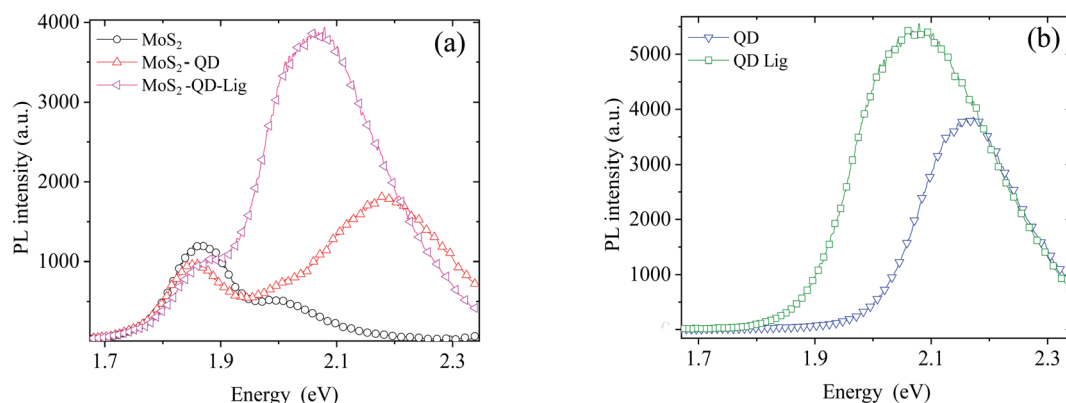 4000
3000
2000
1000
PL intensity (a.u.)
MoS2
MoS2- QD
MoS2 -QD-Lig
(a)
1.7
1.9
2.1
2.3
Energy (eV)
5000
4000
3000
2000
1000
PL intensity (a.u.)
QD
QD Lig
(b)
1.7
1.9
2.1
2.3
Energy (eV)